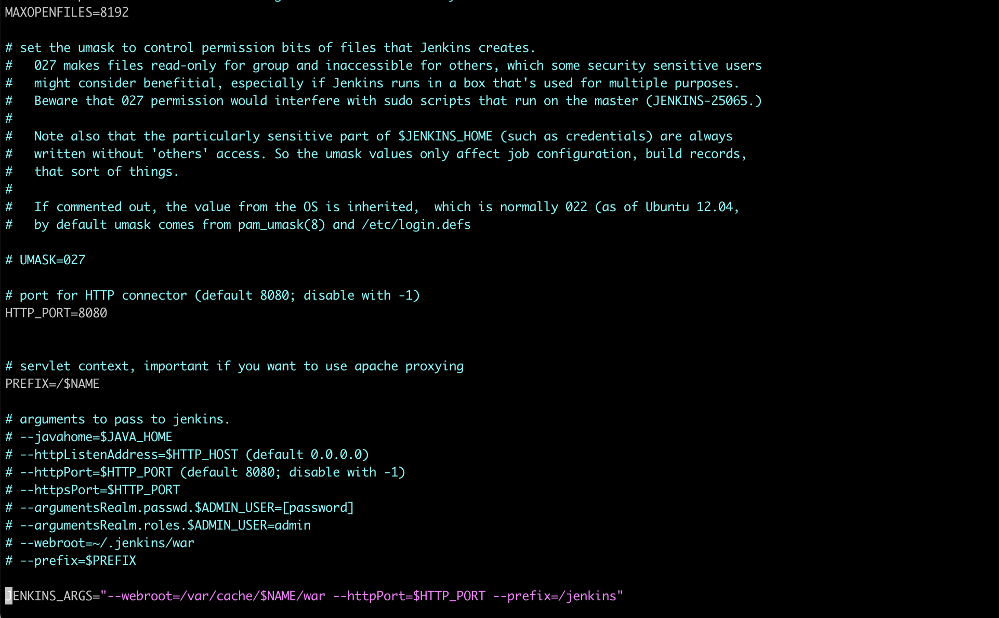 MAXOPENFILES=8192
# set the umask to control permission bits of files that Jenkins creates.
#   027 makes files read-only for group and inaccessible for others, which some security sensitive users
#   might consider benefitial, especially if Jenkins runs in a box that's used for multiple purposes.
#   Beware that 027 permission would interfere with sudo scripts that run on the master (JENKINS-25065.)
#
#   Note also that the particularly sensitive part of $JENKINS_HOME (such as credentials) are always
#   written without 'others' access. So the umask values only affect job configuration, build records,
#   that sort of things.
#
#   If commented out, the value from the OS is inherited,  which is normally 022 (as of Ubuntu 12.04,
#   by default umask comes from pam_umask(8) and /etc/login.defs
# UMASK=027
# port for HTTP connector (default 8080; disable with -1)
HTTP_PORT=8080
# servlet context, important if you want to use apache proxying
PREFIX=/$NAME
# arguments to pass to jenkins.
# --javahome=$JAVA_HOME
# --httpListenAddress=$HTTP_HOST (default 0.0.0.0)
# --httpPort=$HTTP_PORT (default 8080; disable with -1)
# --httpsPort=$HTTP_PORT
# --argumentsRealm.passwd.$ADMIN_USER=[password]
# --argumentsRealm.roles.$ADMIN_USER=admin
# --webroot=~/.jenkins/war
# --prefix=$PREFIX
JENKINS_ARGS="--webroot=/var/cache/$NAME/war --httpPort=$HTTP_PORT --prefix=/jenkins"